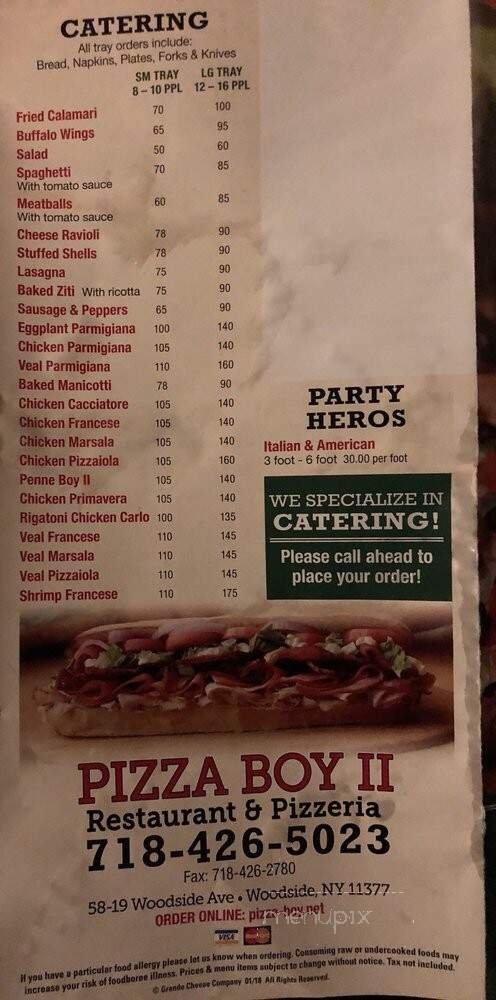 CATERING
All tray orders include:
Bread, Napkins, Plates, Forks & Knives
SM TRAY LG TRAY
8 – 10 PPL 12 – 16 PPL
Fried Calamari 70 100
Buffalo Wings 65 95
Salad 50 60
Spaghetti 70 85
With tomato sauce
Meatballs 60 85
With tomato sauce
Cheese Ravioli 78 90
Stuffed Shells 78 90
Lasagna 75 90
Baked Ziti With ricotta 75 90
Sausage & Peppers 65 90
Eggplant Parmigiana 100 140
Chicken Parmigiana 105 140
Veal Parmigiana 110 160
Baked Manicotti 78 90
Chicken Cacciatore 105 140
Chicken Francese 105 140
Chicken Marsala 105 140
Chicken Pizzaiola 105 160
Penne Boy II 105 140
Chicken Primavera 105 140
Rigatoni Chicken Carlo 100 135
Veal Francese 110 145
Veal Marsala 110 145
Veal Pizzaiola 110 145
Shrimp Francese 110 175
PARTY
HEROS
Italian & American
3 foot - 6 foot 30.00 per foot
WE SPECIALIZE IN
CATERING!
Please call ahead to
place your order!
PIZZA BOY II
Restaurant & Pizzeria
718-426-5023
Fax: 718-426-2780
58-19 Woodside Ave • Woodside, NY 11377
ORDER ONLINE: pizza-boy.net
menupix
VISA MasterCard
If you have a particular food allergy please let us know when ordering. Consuming raw or undercooked foods may
increase your risk of foodborne illness. Prices & menu items subject to change without notice. Tax not included.
© Grande Cheese Company 01/18 All Rights Reserved.